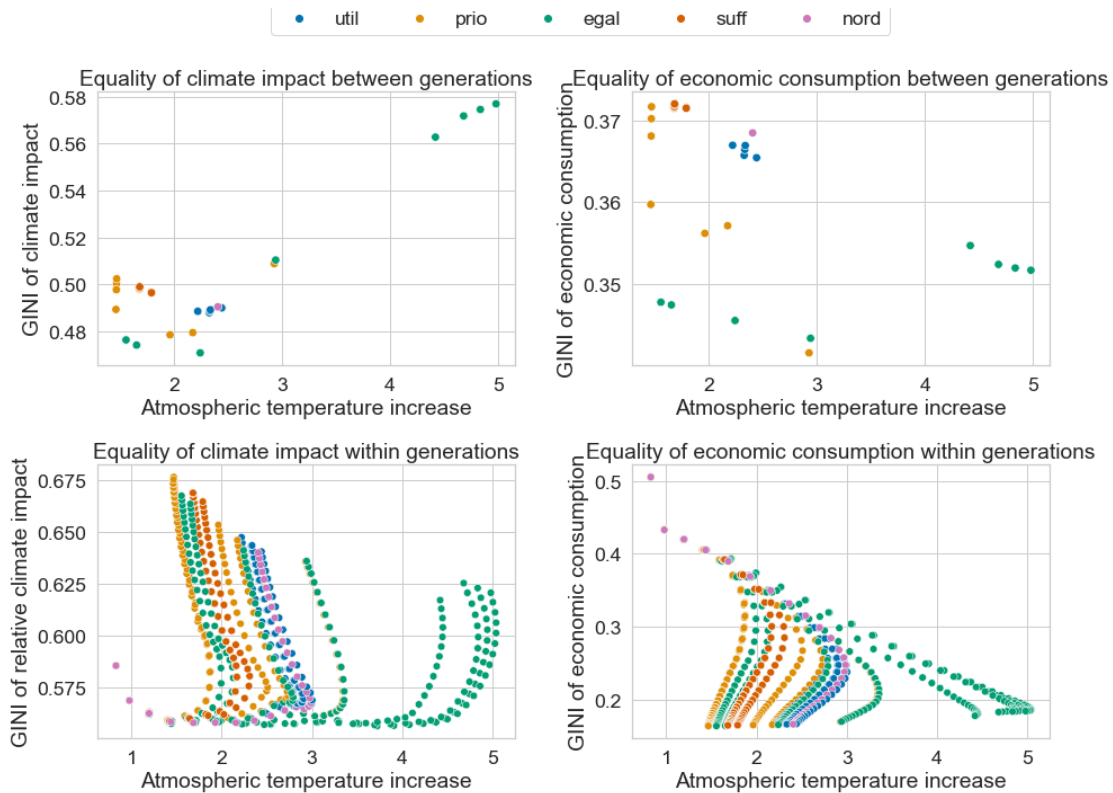 util prio egal suff nord
Equality of climate impact between generations
GINI of climate impact
0.58
0.56
0.54
0.52
0.50
0.48
2 3 4 5
Atmospheric temperature increase
Equality of economic consumption between generations
GINI of economic consumption
0.37
0.36
0.35
2 3 4 5
Atmospheric temperature increase
Equality of climate impact within generations
GINI of relative climate impact
0.675
0.650
0.625
0.600
0.575
1 2 3 4 5
Atmospheric temperature increase
Equality of economic consumption within generations
GINI of economic consumption
0.5
0.4
0.3
0.2
1 2 3 4 5
Atmospheric temperature increase